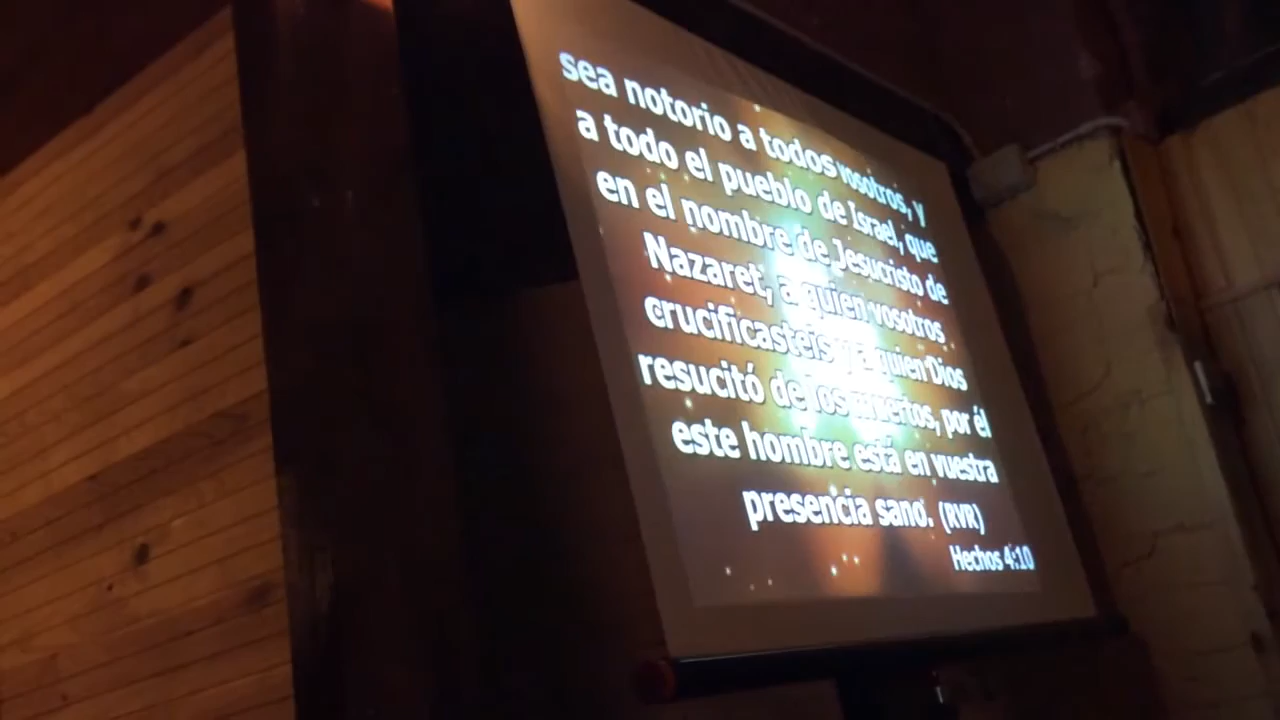 sea notorio a todos vosotros, y
a todo el pueblo de Israel, que
en el nombre de Jesucristo de
Nazaret, a quien vosotros
crucificasteis y a quien Dios
resucitó de los muertos, por él
este hombre está en vuestra
presencia sano. (RVR)
Hechos 4:10